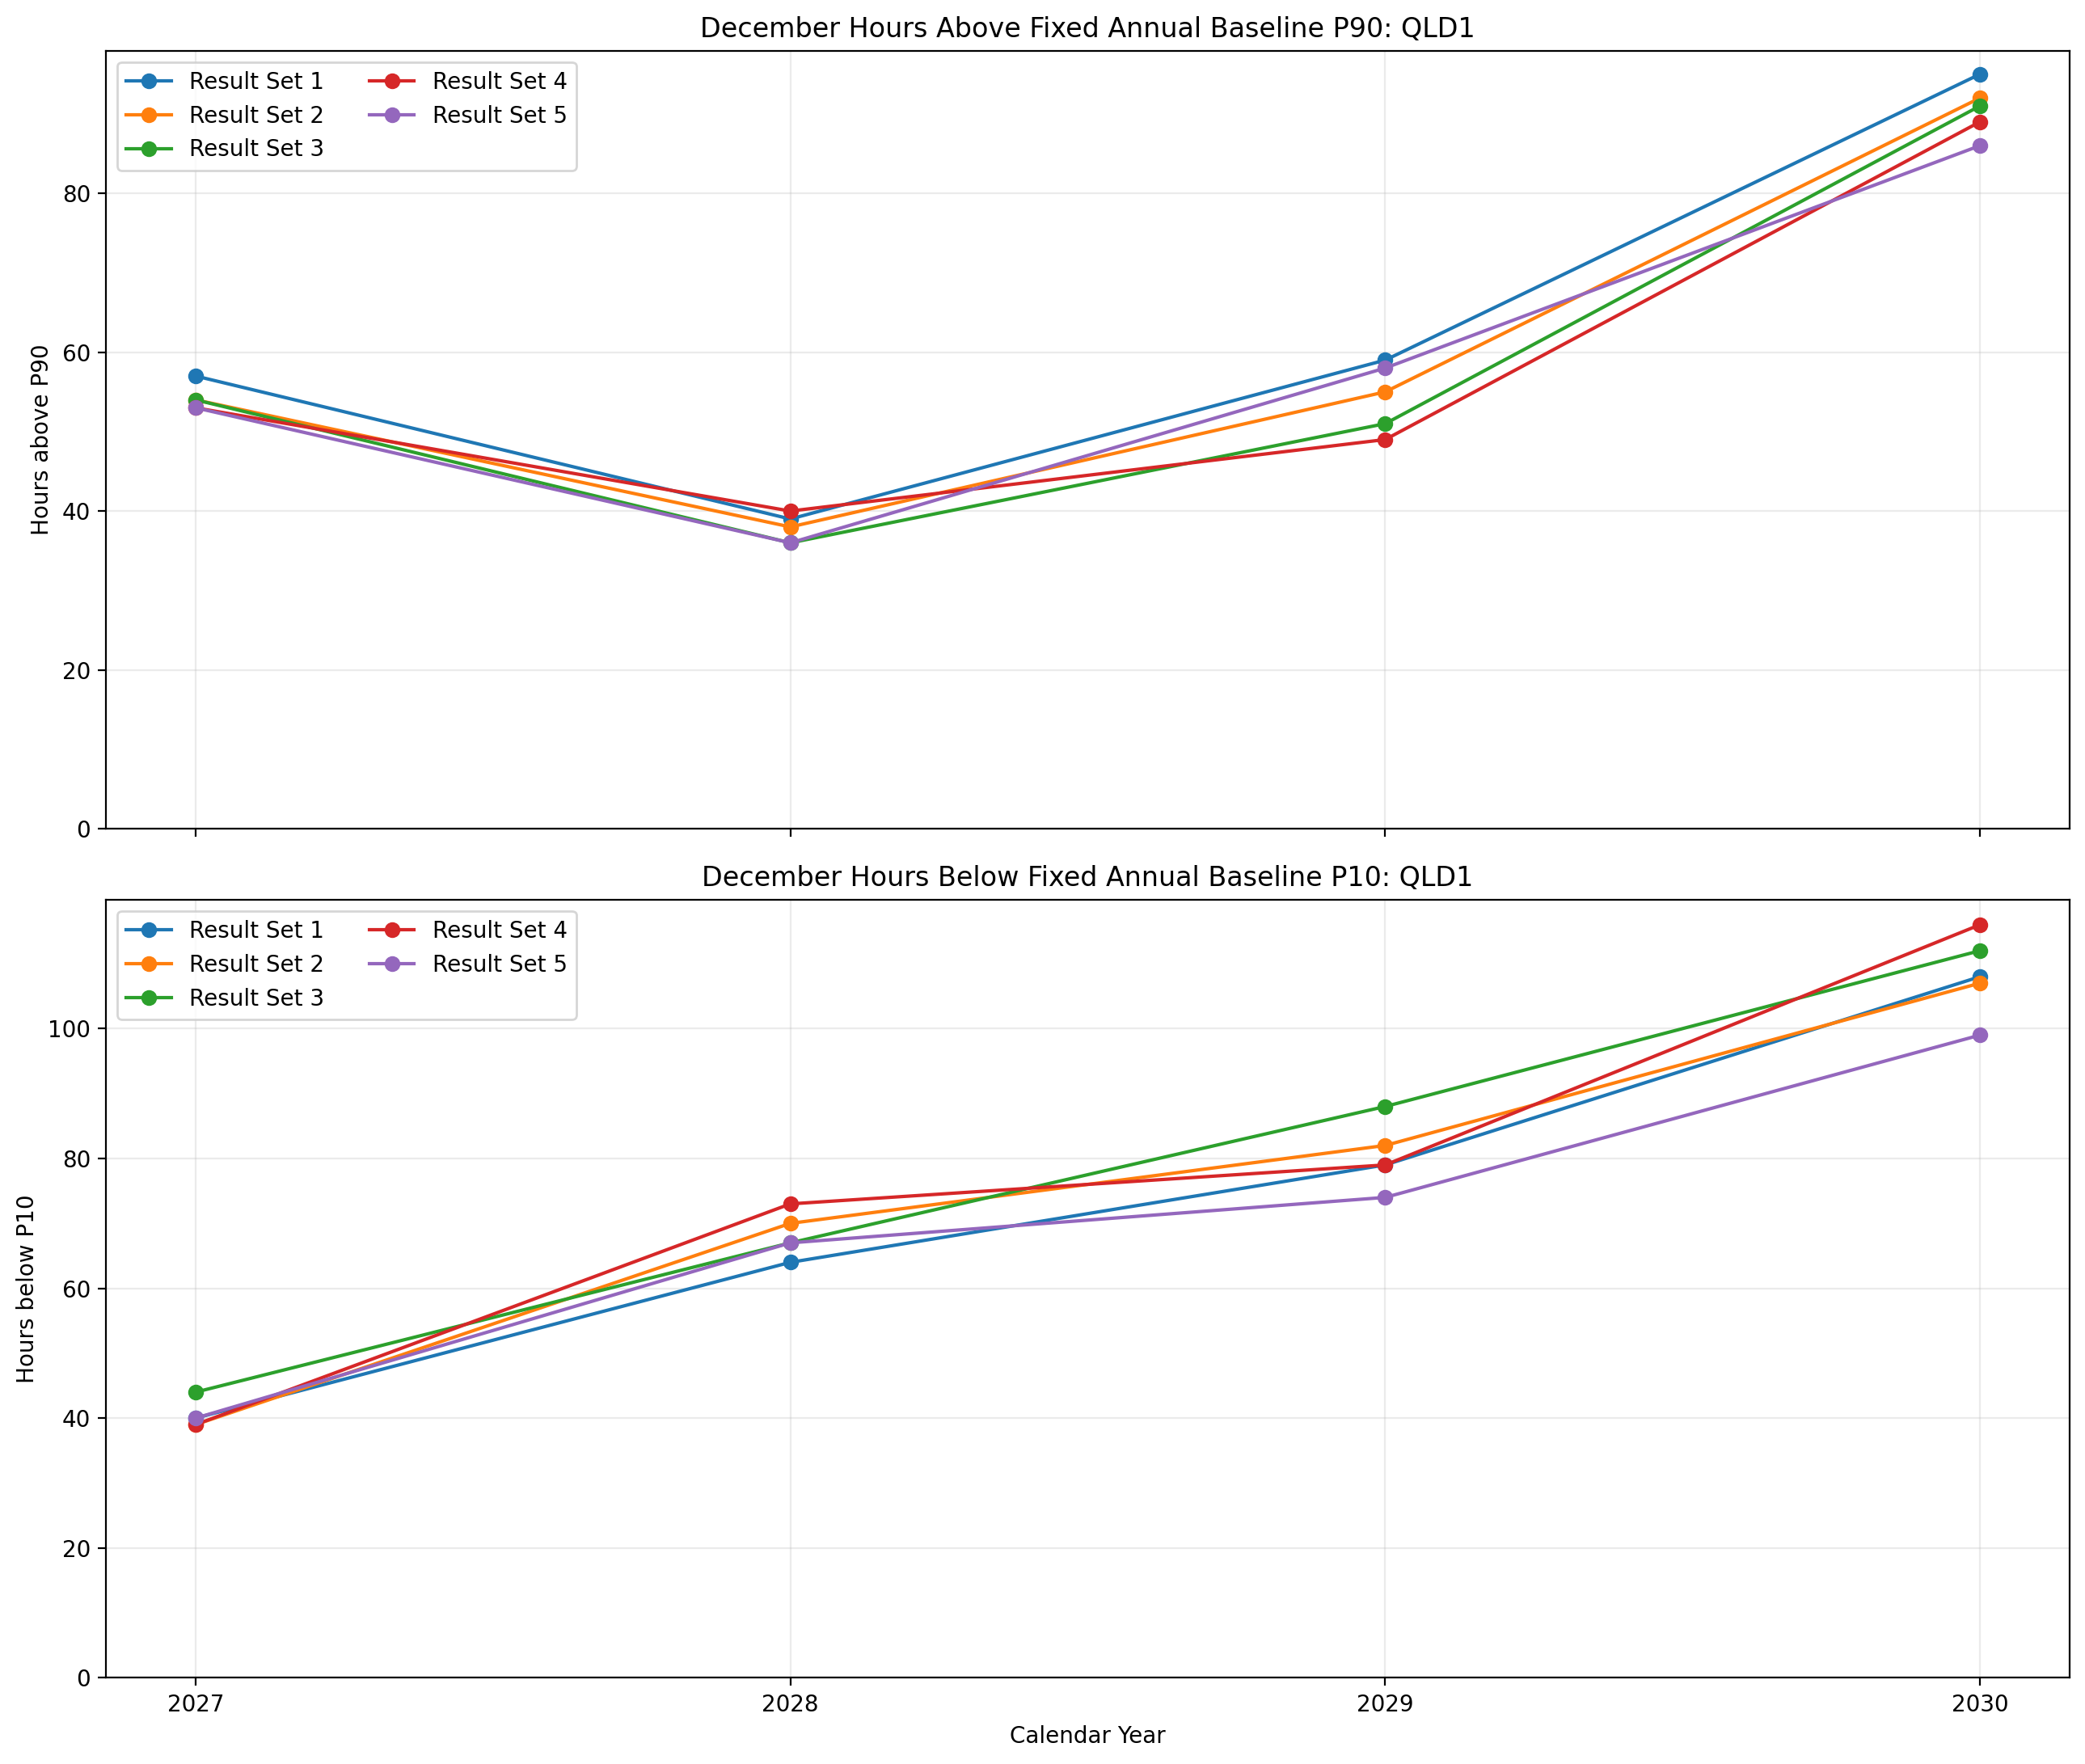 December Hours Above Fixed Annual Baseline P90: QLD1
Result Set 1
Result Set 2
Result Set 3
Result Set 4
Result Set 5
Hours above P90
80
60
40
20
0
December Hours Below Fixed Annual Baseline P10: QLD1
Result Set 1
Result Set 2
Result Set 3
Result Set 4
Result Set 5
Hours below P10
100
80
60
40
20
0
2027
2028
2029
2030
Calendar Year